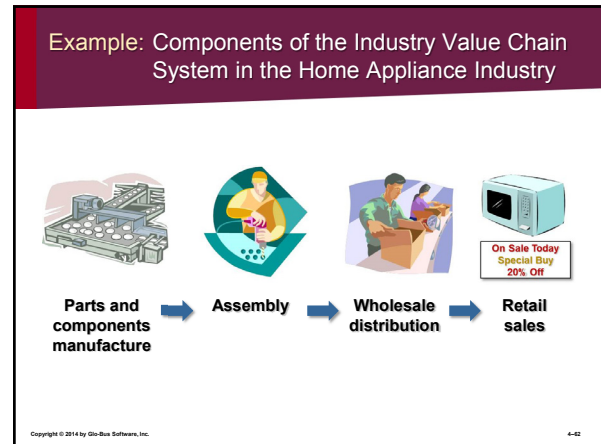 Example: Components of the Industry Value Chain
System in the Home Appliance Industry
On Sale Today
Special Buy
20% Off
Parts and
components
manufacture
Assembly
Wholesale
distribution
Retail
sales
Copyright © 2014 by Glo-Bus Software, Inc.
4–62